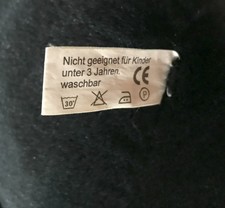 Nicht geeignet für Kinder
unter 3 Jahren.
waschbar CE
30° P